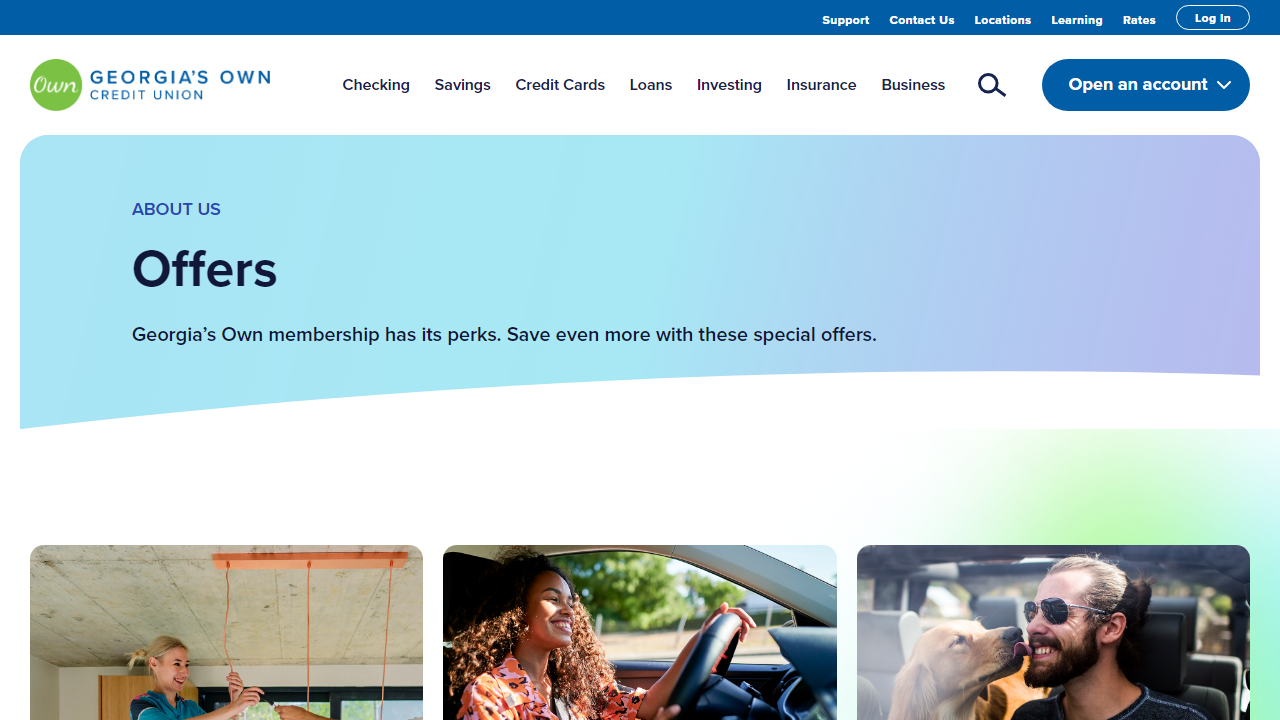 Support Contact Us Locations Learning Rates Log In
Own GEORGIA'S OWN
CREDIT UNION
Checking Savings Credit Cards Loans Investing Insurance Business Open an account
ABOUT US
Offers
Georgia’s Own membership has its perks. Save even more with these special offers.